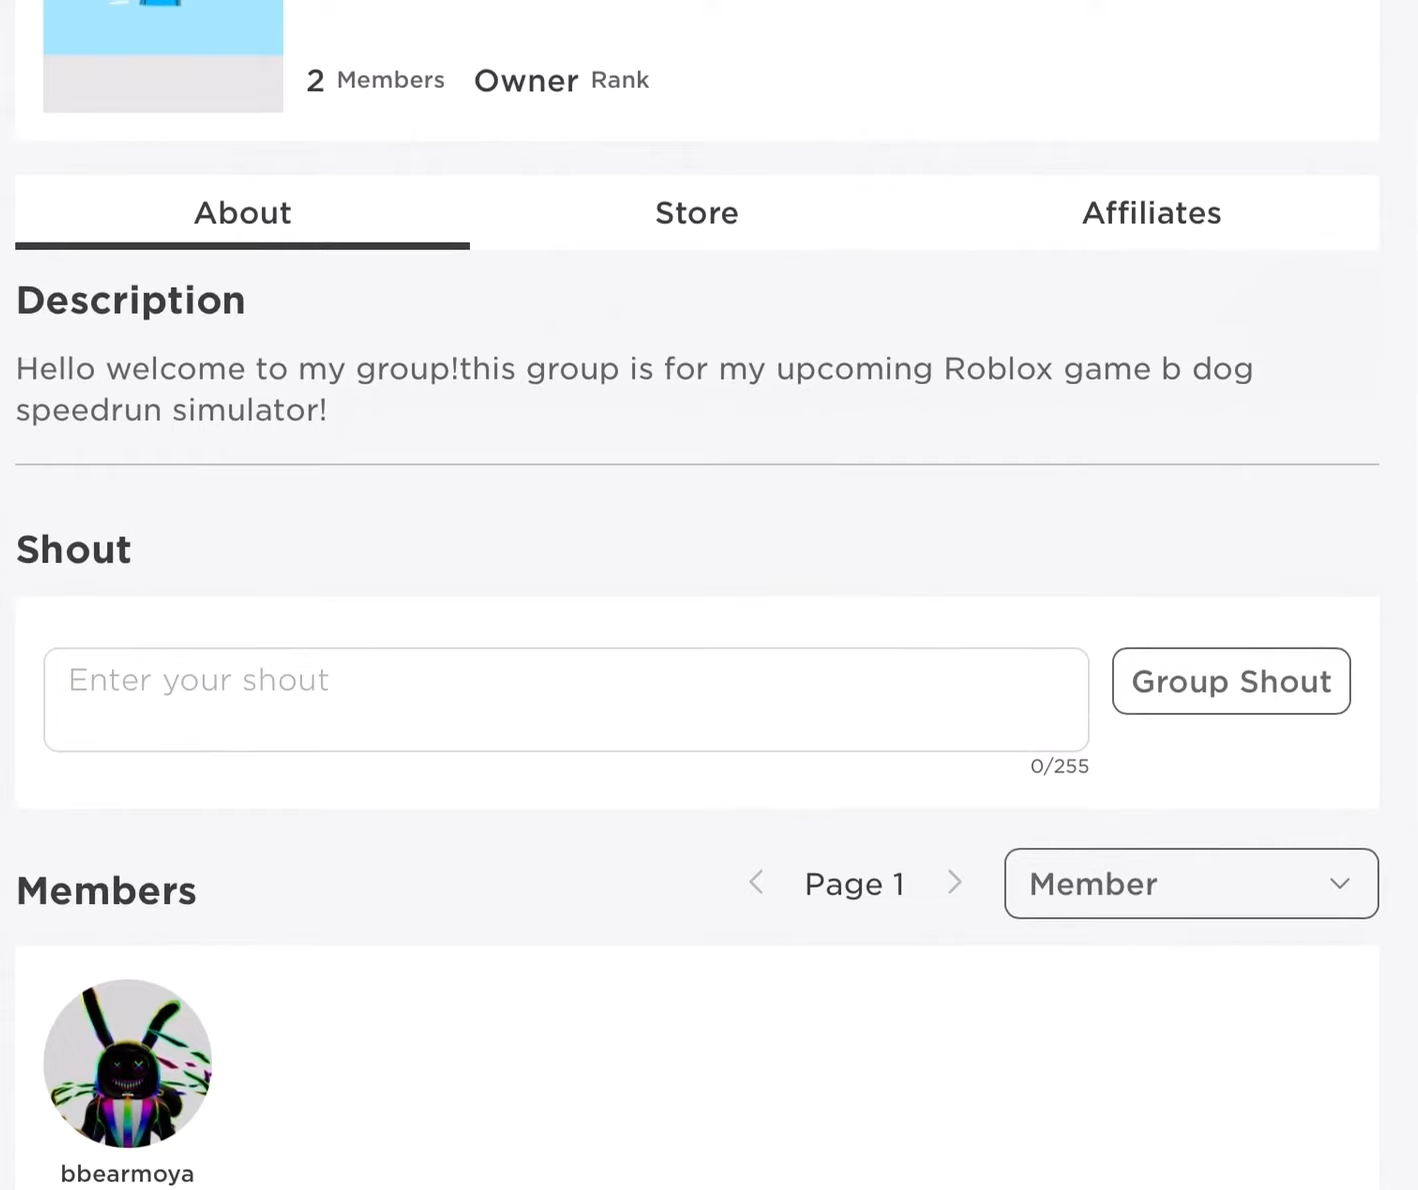 2 Members Owner Rank
About Store Affiliates
Description
Hello welcome to my group!this group is for my upcoming Roblox game b dog
speedrun simulator!
Shout
Enter your shout
Group Shout
0/255
Members
Page 1
Member
bbearmoya